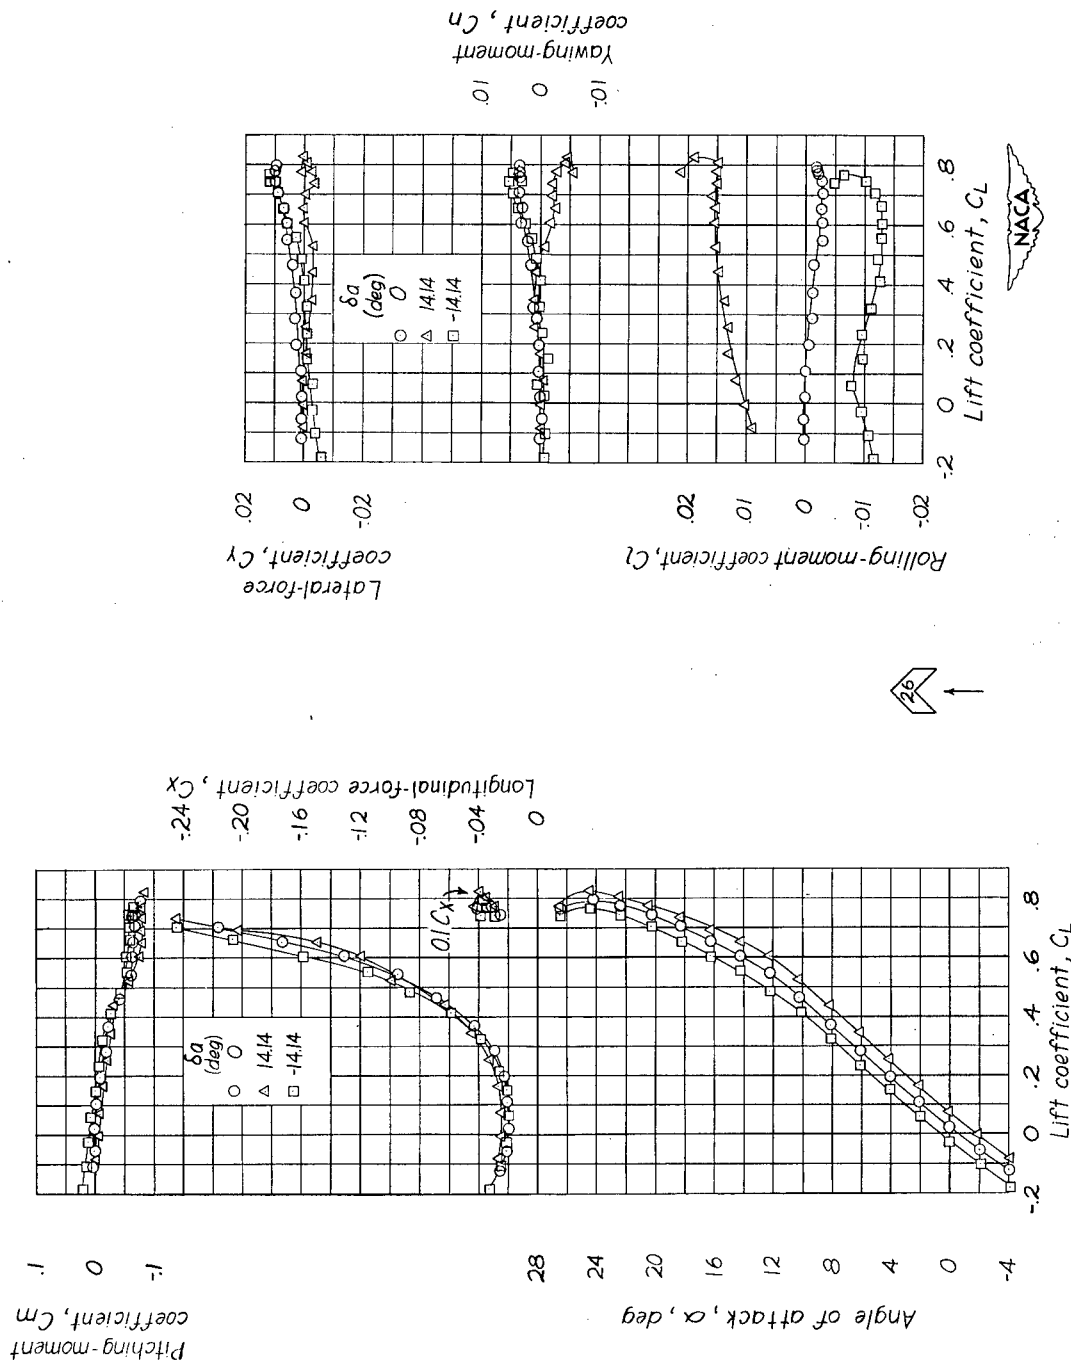 Pitching-moment
coefficient, Cm
.1
0
-.1
Longitudinal-force coefficient, Cx
-.24
-.20
-.16
-.12
-.08
-.04
0
Angle of attack, α, deg
28
24
20
16
12
8
4
0
-4
δa
(deg)
0
14.14
-14.14
0.1Cx
-.2 0 .2 .4 .6 .8
Lift coefficient, CL
26
Lateral-force
coefficient, CY
.02
0
-.02
Yawing-moment
coefficient, Cn
.01
0
-.01
Rolling-moment coefficient, Cl
.02
.01
0
-.01
-.02
δa
(deg)
0
14.14
-14.14
-.2 0 .2 .4 .6 .8
Lift coefficient, CL
NACA